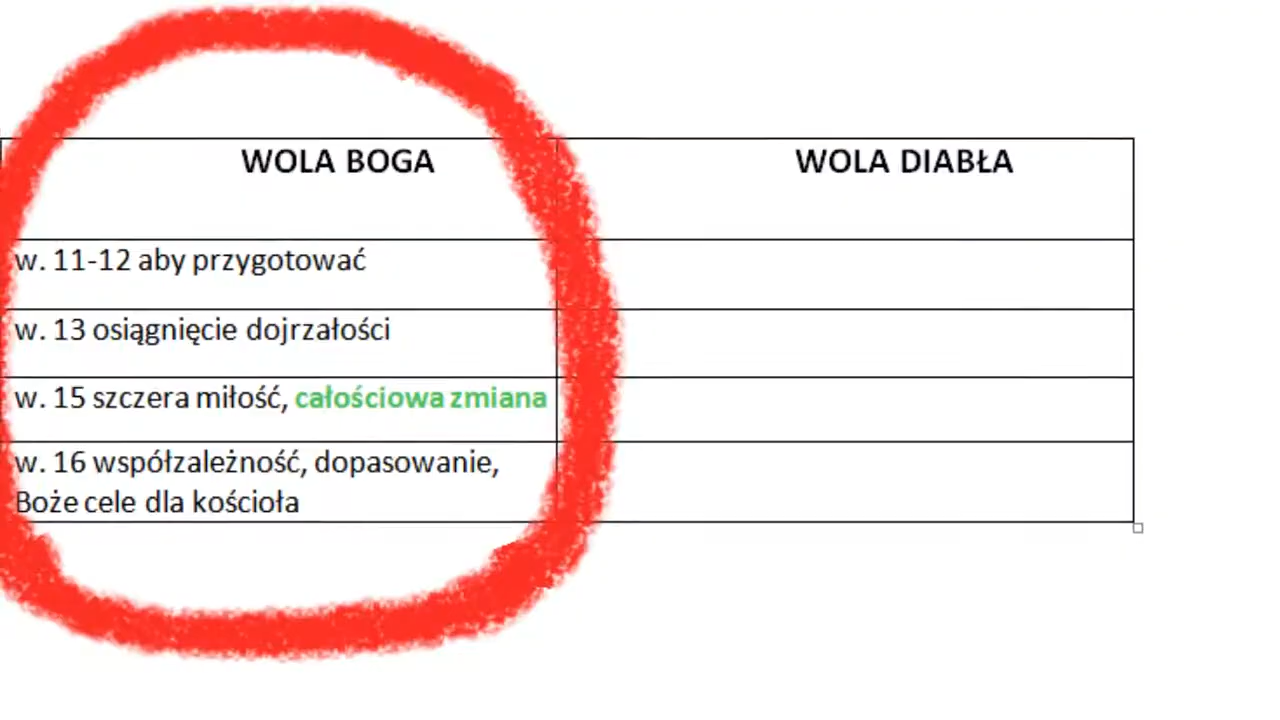 WOLA BOGA
WOLA DIABŁA
w. 11-12 aby przygotować
w. 13 osiągnięcie dojrzałości
w. 15 szczera miłość, całościowa zmiana
w. 16 współzależność, dopasowanie,
Boże cele dla kościoła